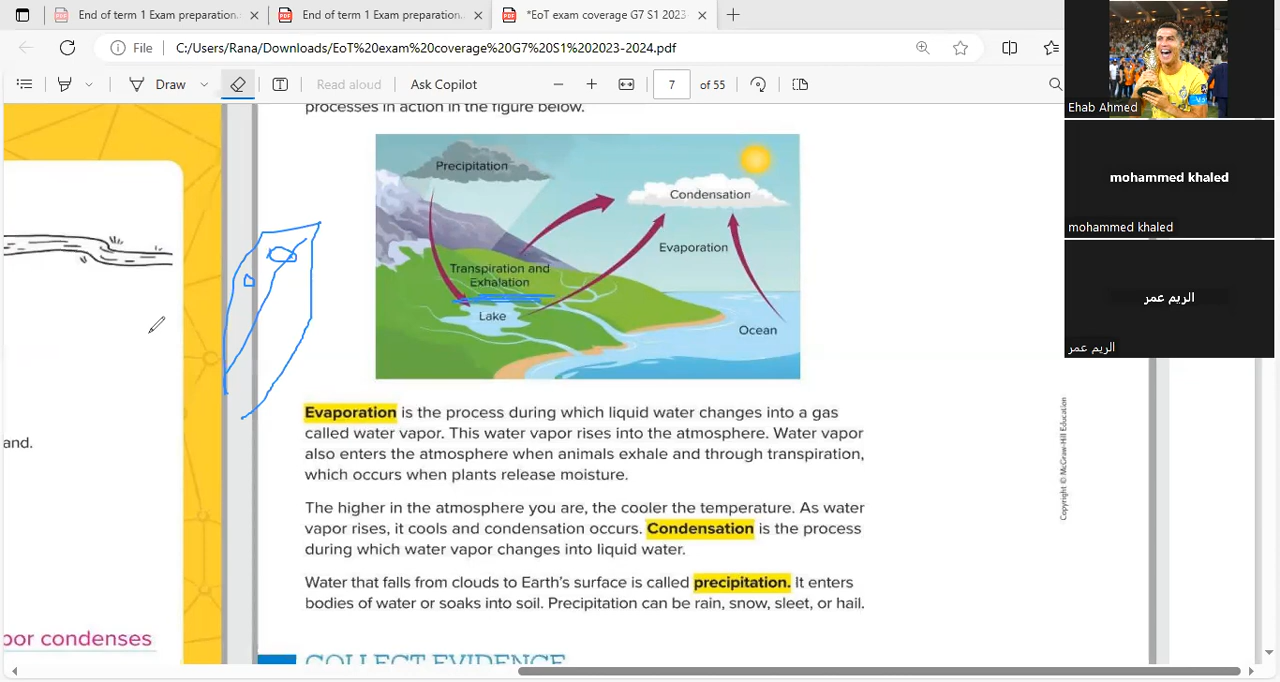 End of term 1 Exam preparation.
End of term 1 Exam preparation.
*EoT exam coverage G7 S1 2023-
File
C:/Users/Rana/Downloads/EoT%20exam%20coverage%20G7%20S1%202023-2024.pdf
Draw
Read aloud
Ask Copilot
7
of 55
processes in action in the figure below.
Precipitation
Condensation
Evaporation
Transpiration and
Exhalation
Lake
Ocean
Evaporation is the process during which liquid water changes into a gas
called water vapor. This water vapor rises into the atmosphere. Water vapor
also enters the atmosphere when animals exhale and through transpiration,
which occurs when plants release moisture.
The higher in the atmosphere you are, the cooler the temperature. As water
vapor rises, it cools and condensation occurs. Condensation is the process
during which water vapor changes into liquid water.
Water that falls from clouds to Earth's surface is called precipitation. It enters
bodies of water or soaks into soil. Precipitation can be rain, snow, sleet, or hail.
COLLECT EVIDENCE
and.
por condenses
Copyright © McGraw-Hill Education
Ehab Ahmed
mohammed khaled
mohammed khaled
الريم عمر
الريم عمر